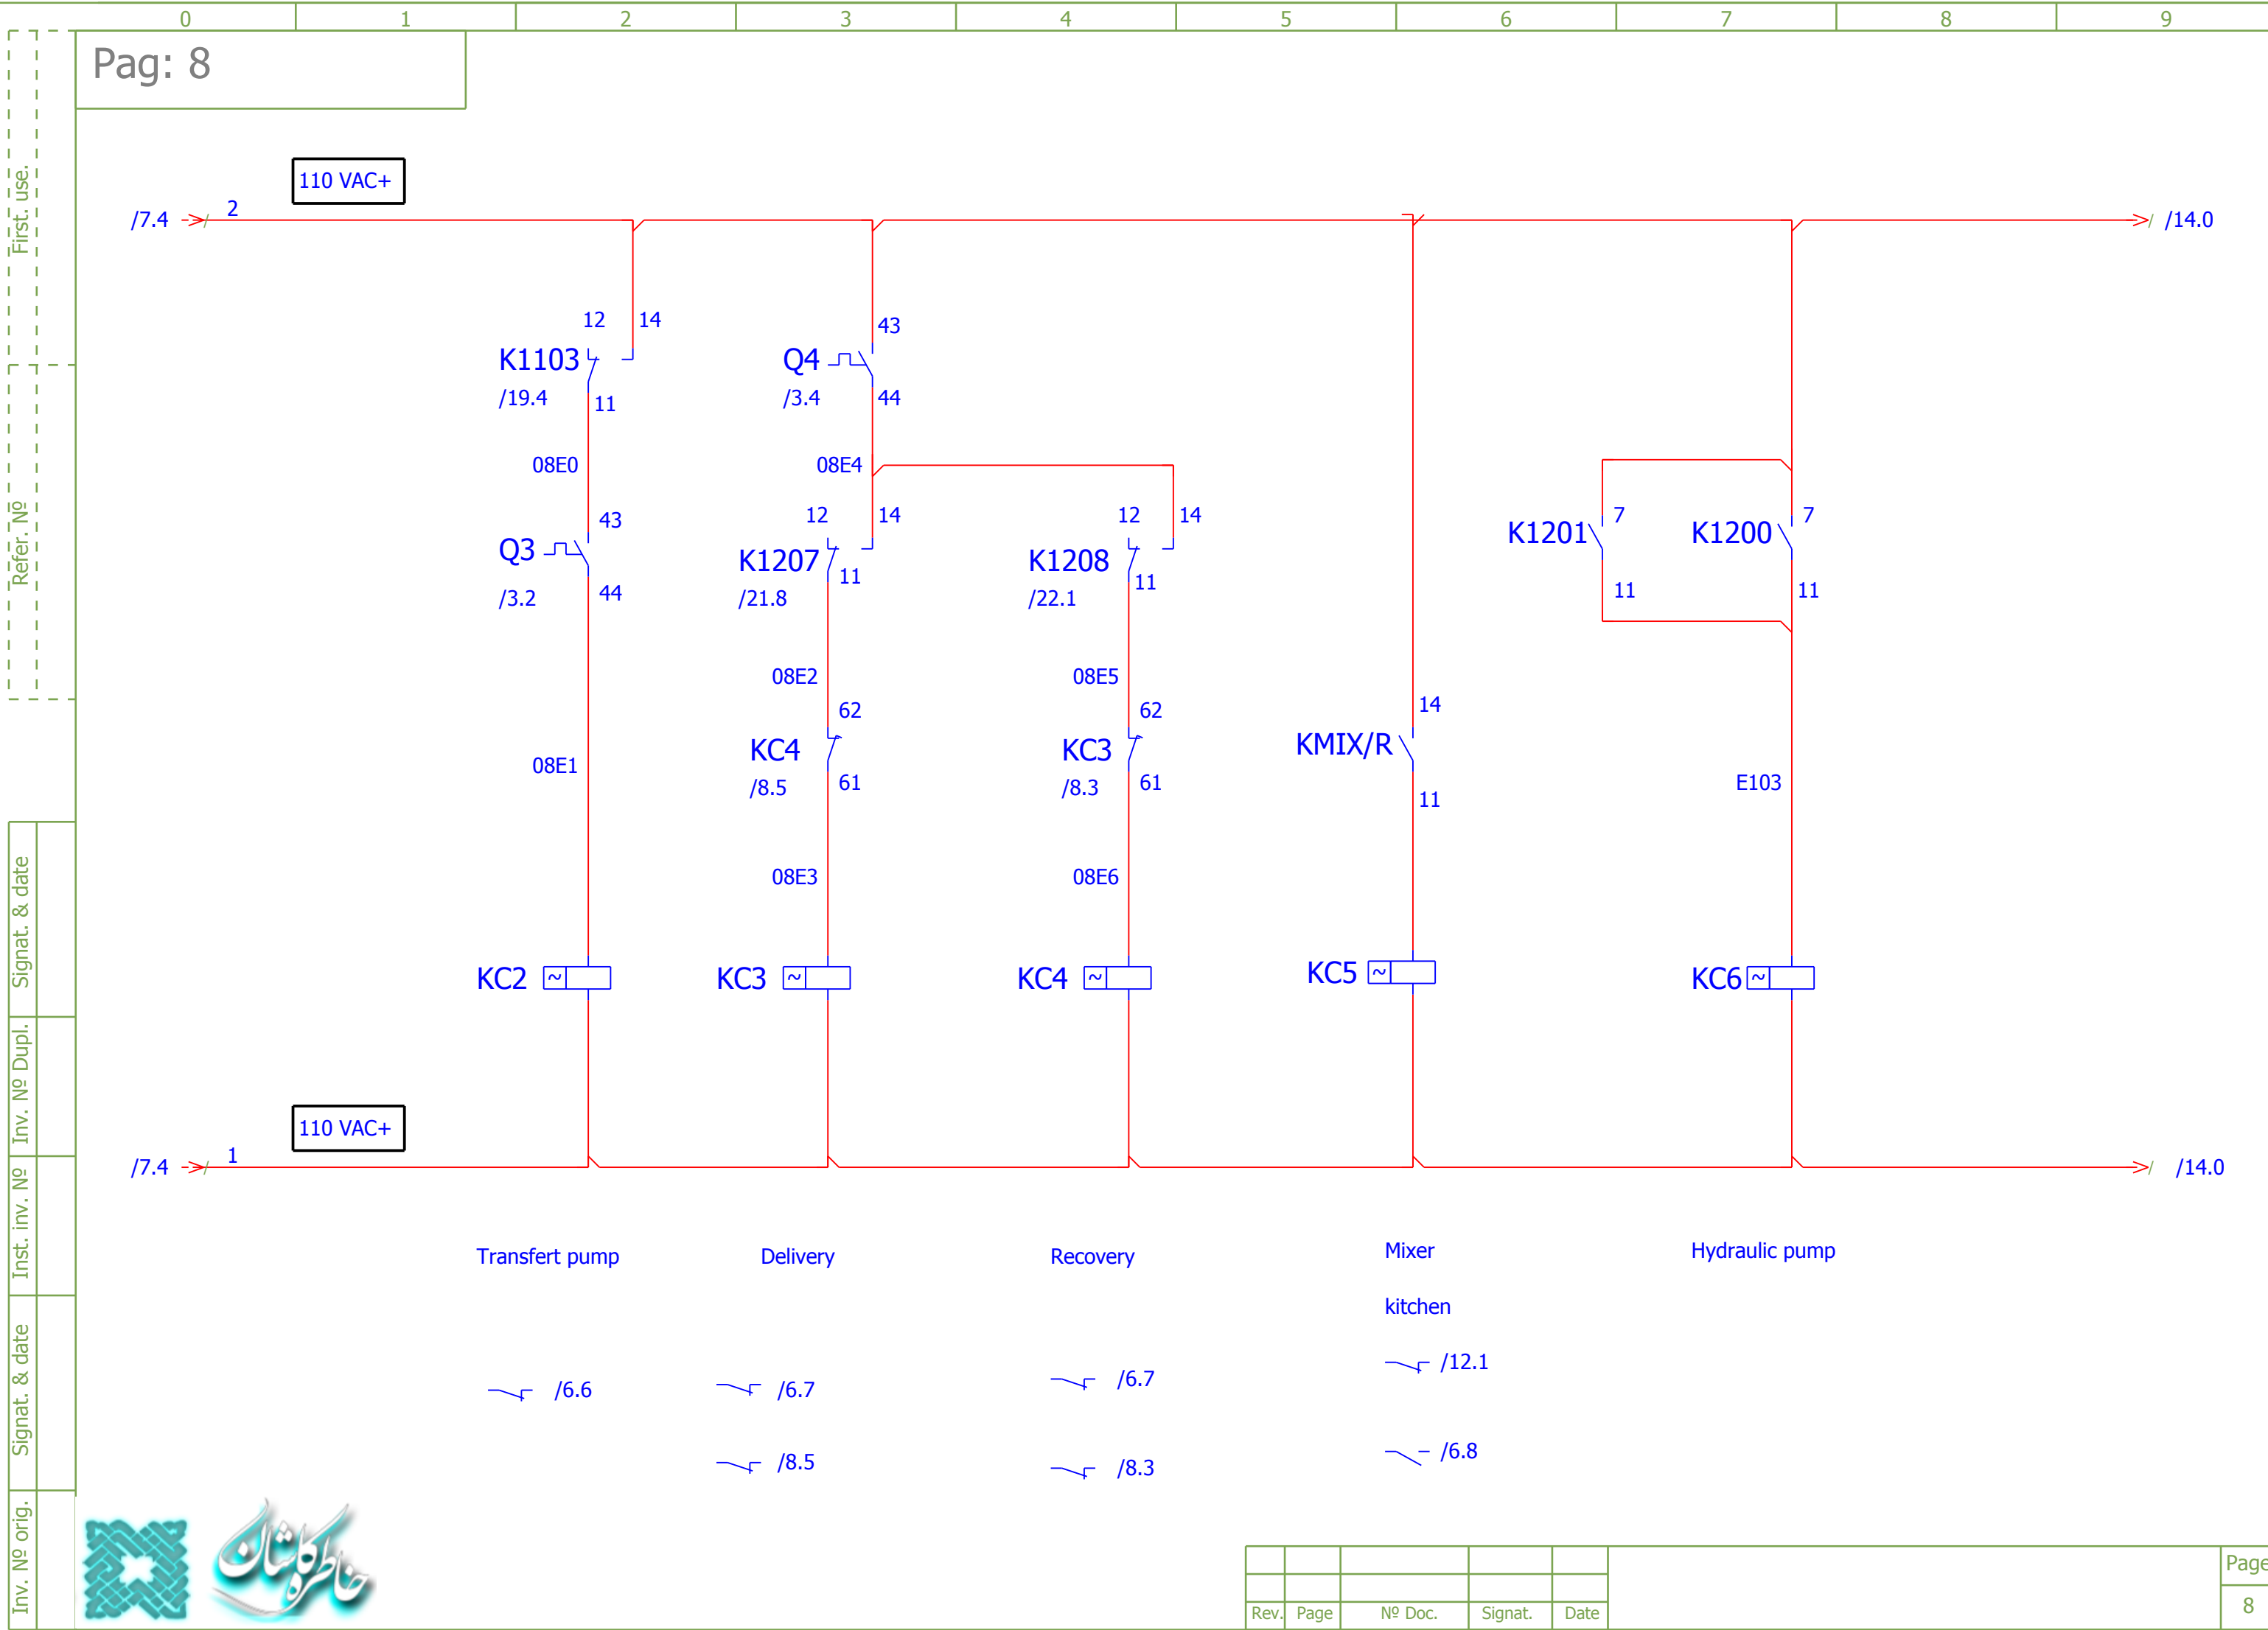 0 1 2 3 4 5 6 7 8 9
Pag: 8
First. use.
Refer. Nº
Signat. & date
Inv. Nº Dupl.
Inst. inv. Nº
Signat. & date
Inv. Nº orig.
110 VAC+
/7.4 2 /14.0
12 14
K1103
/19.4
11
08E0
43
Q3
/3.2
44
08E1
KC2
43
Q4
/3.4
44
08E4
12 14
K1207
11
/21.8
08E2
62
KC4
/8.5
61
08E3
KC3
12 14
K1208
11
/22.1
08E5
62
KC3
/8.3
61
08E6
KC4
14
KMIX/R
11
KC5
7
K1201
11
7
K1200
11
E103
KC6
110 VAC+
/7.4 1 /14.0
Transfert pump
/6.6
Delivery
/6.7
/8.5
Recovery
/6.7
/8.3
Mixer
kitchen
/12.1
/6.8
Hydraulic pump
خاطره کاشان
Rev. Page Nº Doc. Signat. Date
Page
8